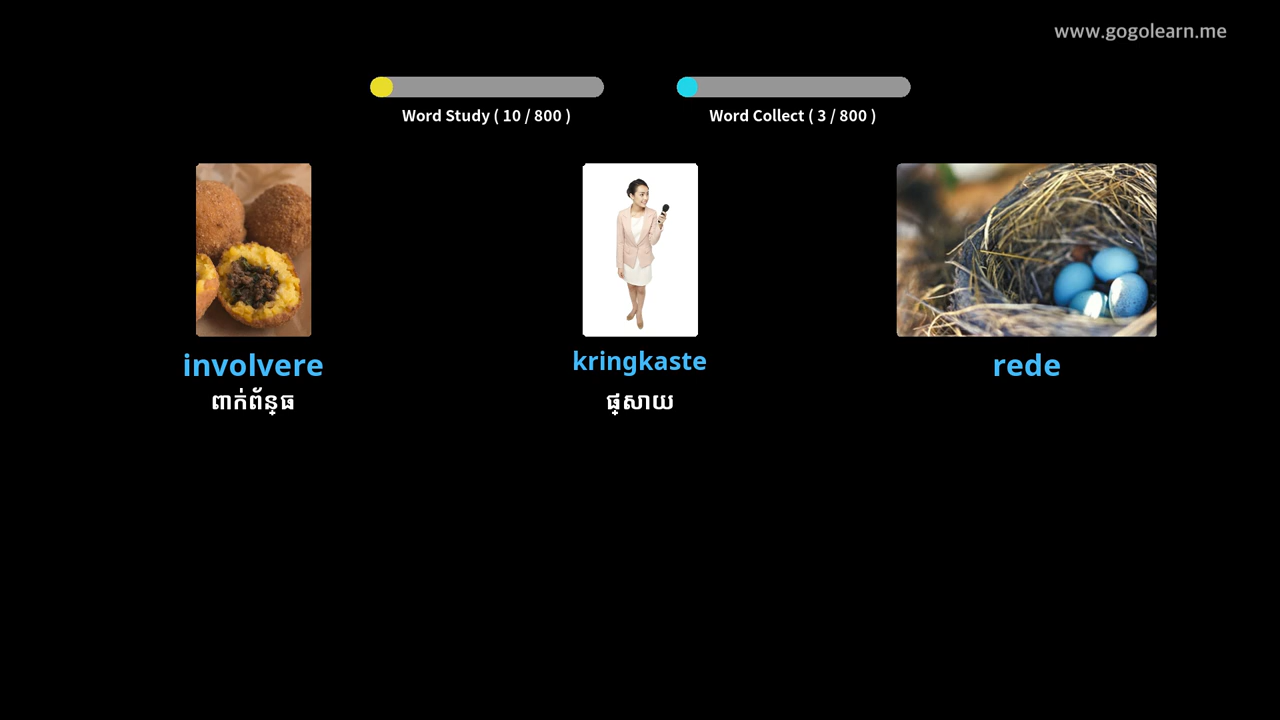 www.gogolearn.me
Word Study ( 10 / 800 )
Word Collect ( 3 / 800 )
involvere
kringkaste
rede
ពាក់ព័ន្ធ
ផ្សាយ